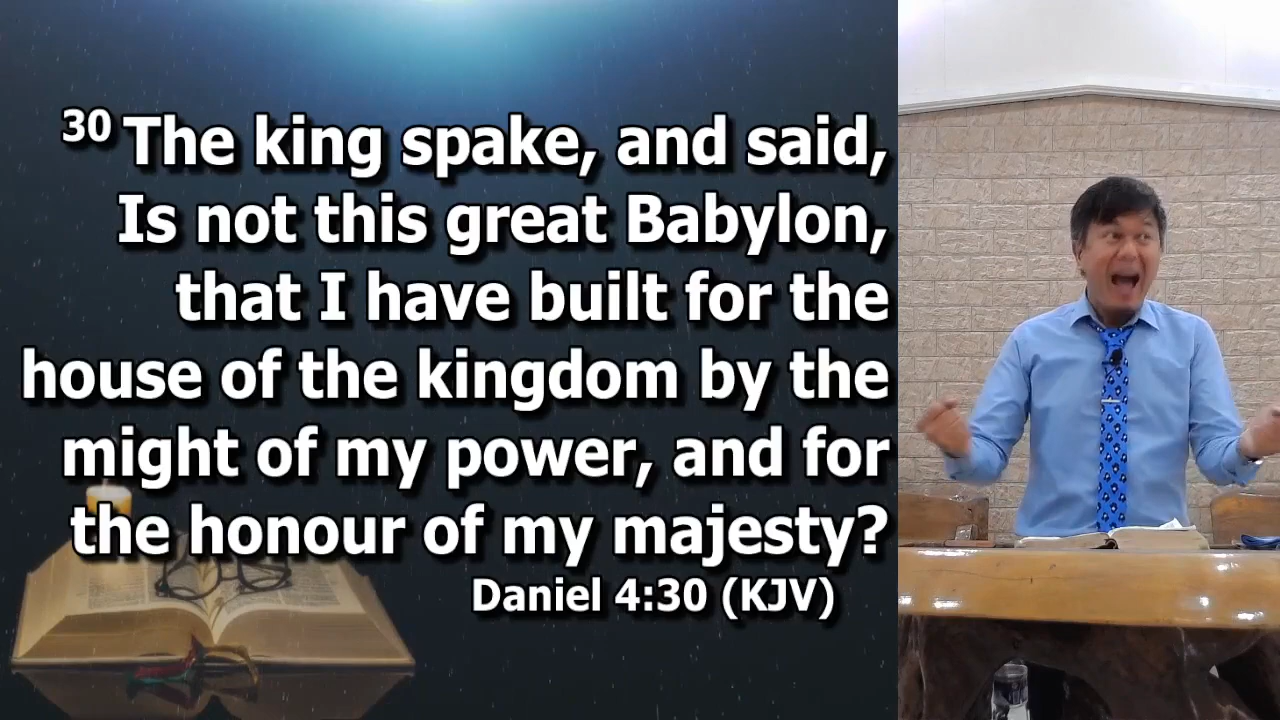 30 The king spake, and said,
Is not this great Babylon,
that I have built for the
house of the kingdom by the
might of my power, and for
the honour of my majesty?
Daniel 4:30 (KJV)